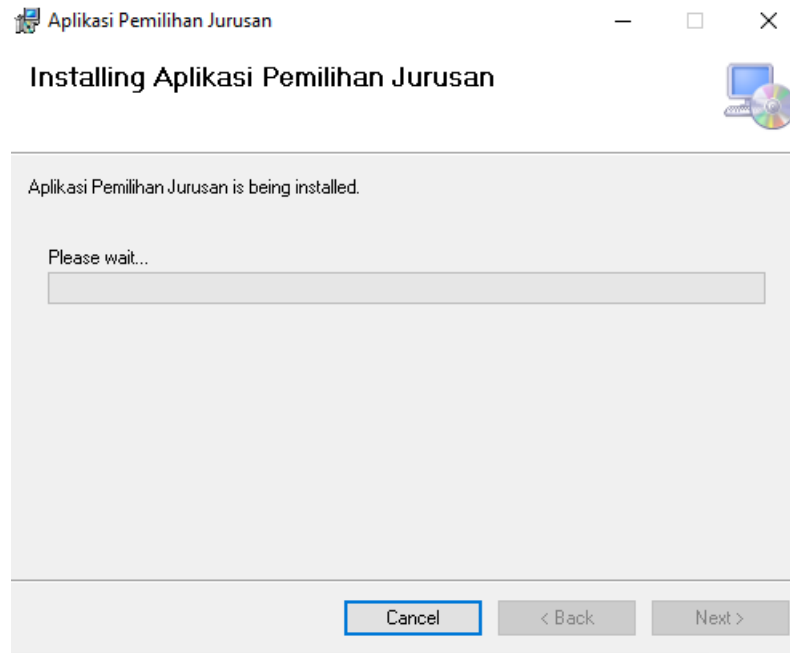 Aplikasi Pemilihan Jurusan
Installing Aplikasi Pemilihan Jurusan
Aplikasi Pemilihan Jurusan is being installed.
Please wait...
Cancel
< Back
Next >